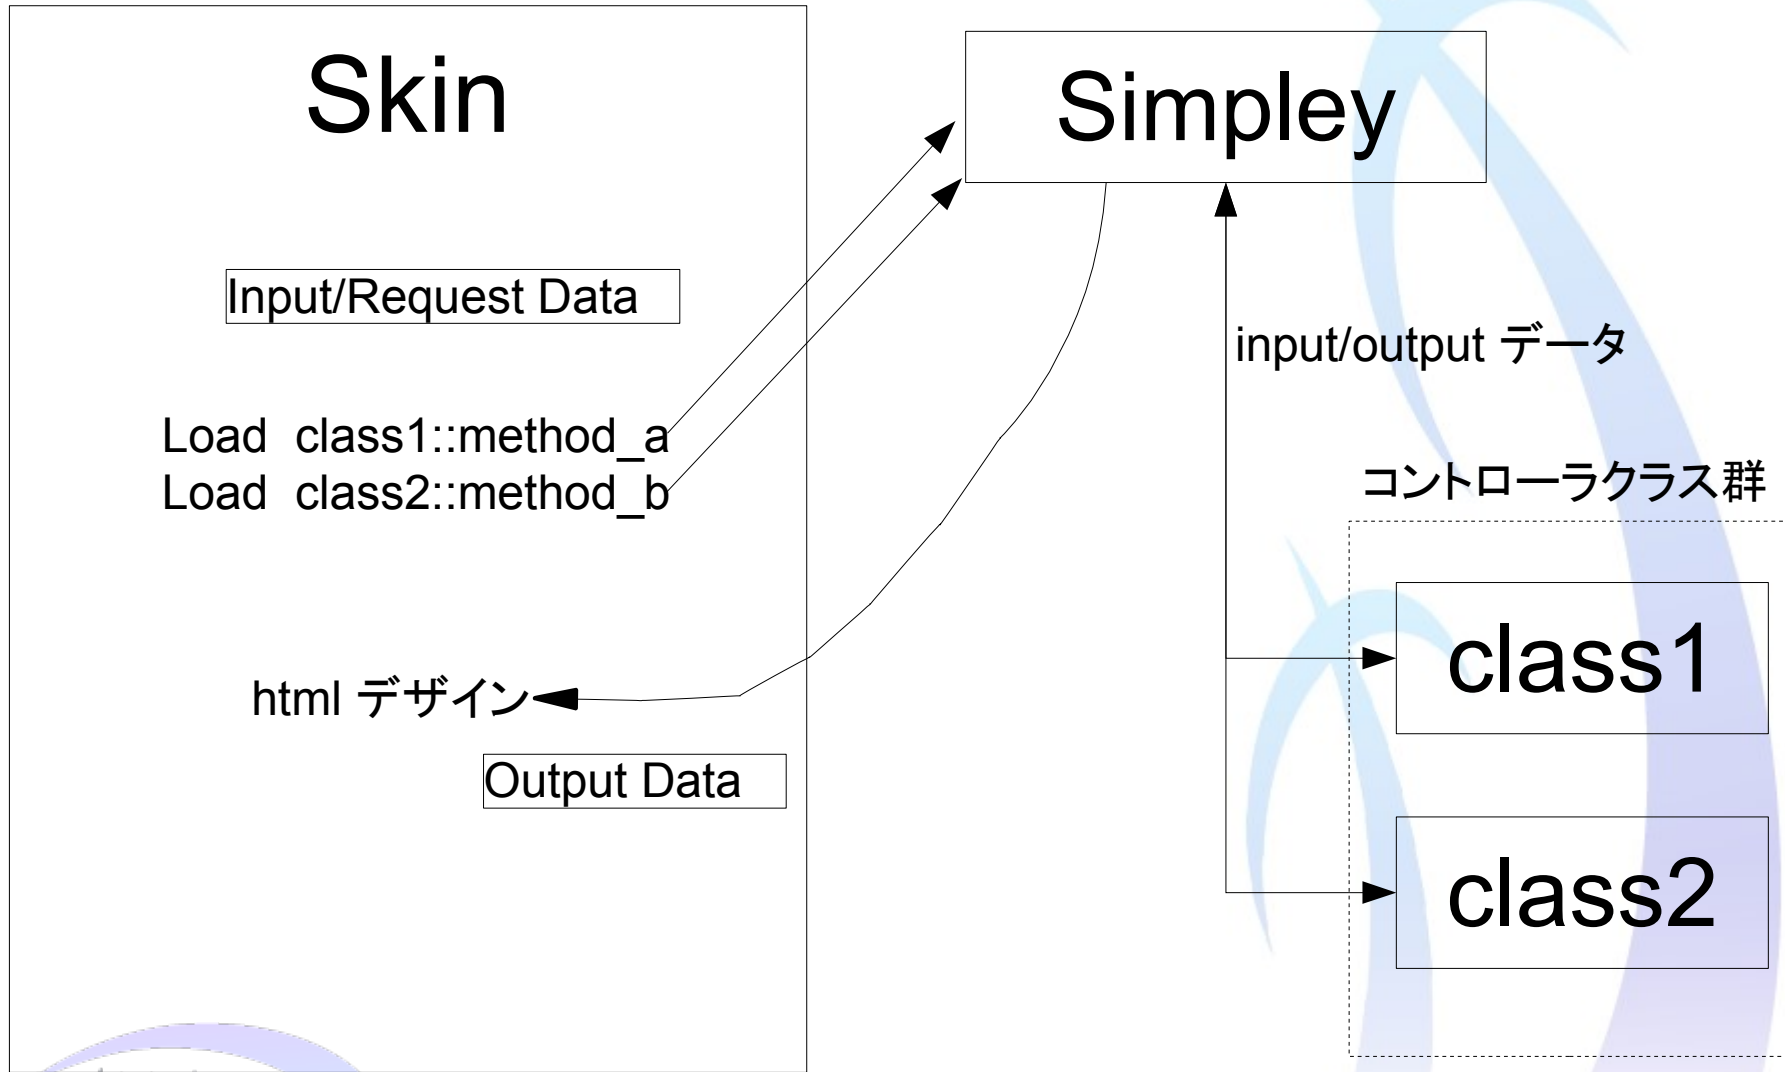 Skin
Input/Request Data
Load class1::method_a
Load class2::method_b
html デザイン
Output Data
Simpley
input/output データ
コントローラクラス群
class1
class2